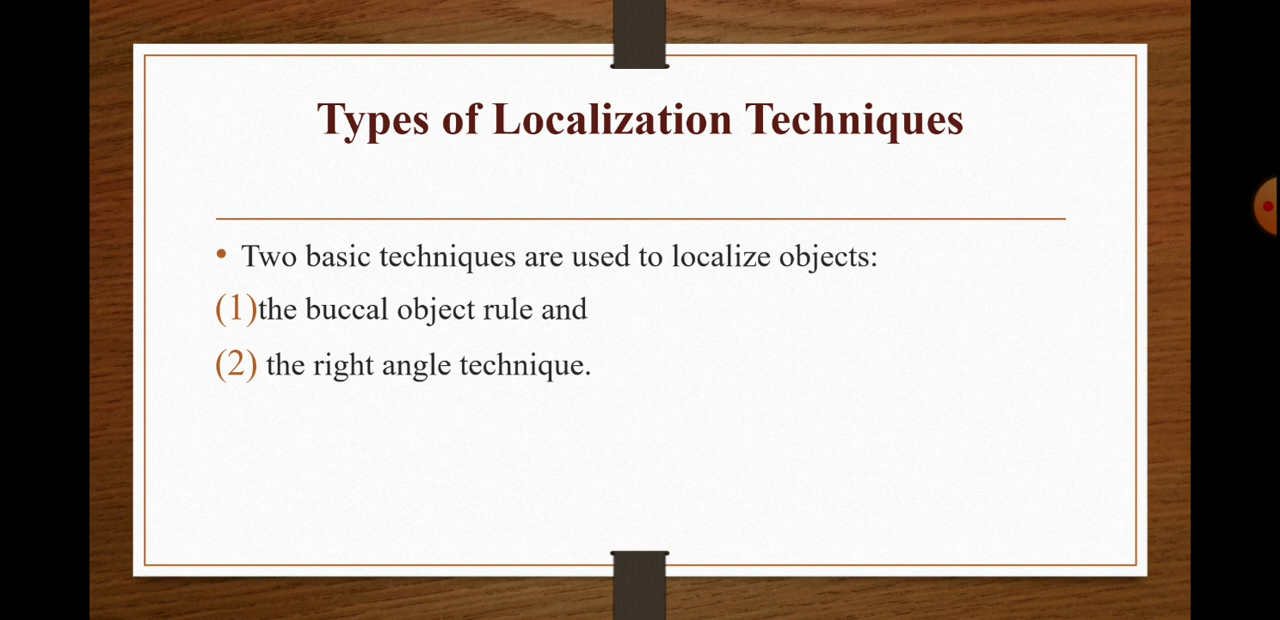 Types of Localization Techniques
• Two basic techniques are used to localize objects:
(1)the buccal object rule and
(2) the right angle technique.